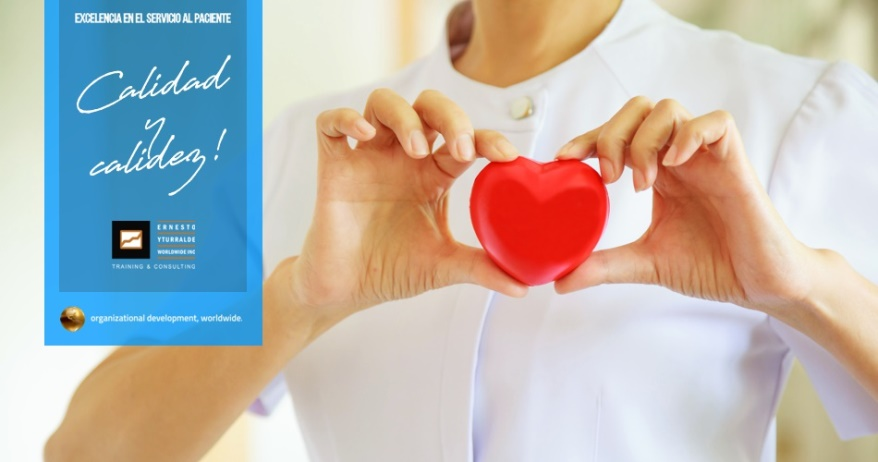 EXCELENCIA EN EL SERVICIO AL PACIENTE
Calidad
y
calidez!
ERNESTO
YTURRALDE
WORLDWIDE INC
TRAINING & CONSULTING
organizational development, worldwide.